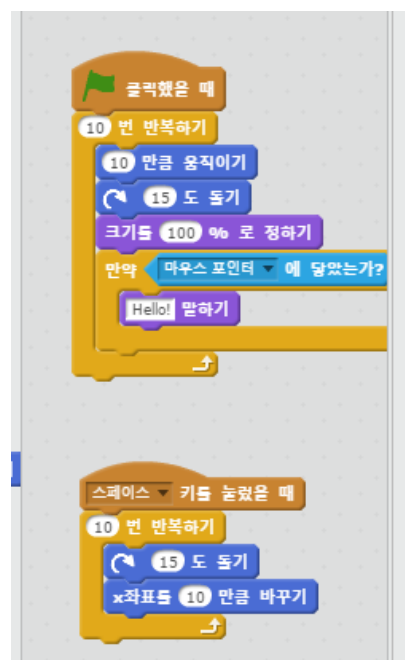 클릭했을 때
10 번 반복하기
10 만큼 움직이기
15 도 돌기
크기를 100 % 로 정하기
만약 마우스 포인터 에 닿았는가?
Hello! 말하기
스페이스 키를 눌렀을 때
10 번 반복하기
15 도 돌기
x좌표를 10 만큼 바꾸기